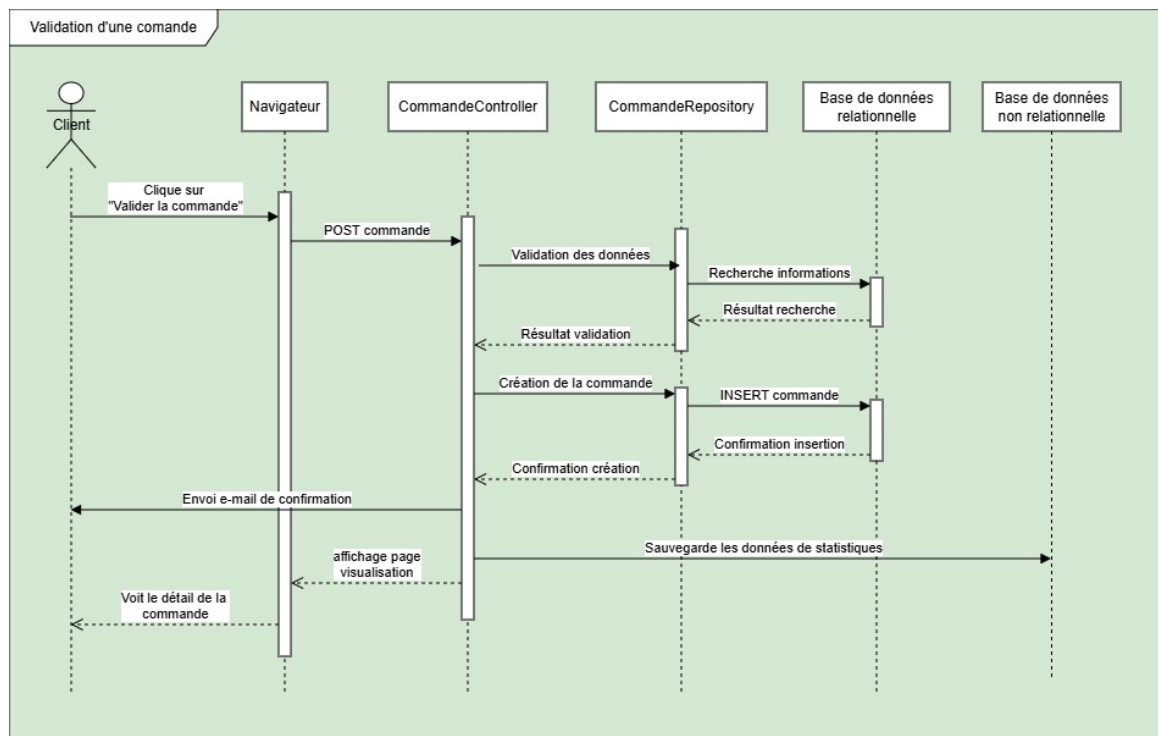 Validation d'une comande
Client
Navigateur
CommandeController
CommandeRepository
Base de données
relationnelle
Base de données
non relationnelle
Clique sur
"Valider la commande"
POST commande
Validation des données
Recherche informations
Résultat recherche
Résultat validation
Création de la commande
INSERT commande
Confirmation insertion
Confirmation création
Envoi e-mail de confirmation
Sauvegarde les données de statistiques
affichage page
visualisation
Voit le détail de la
commande